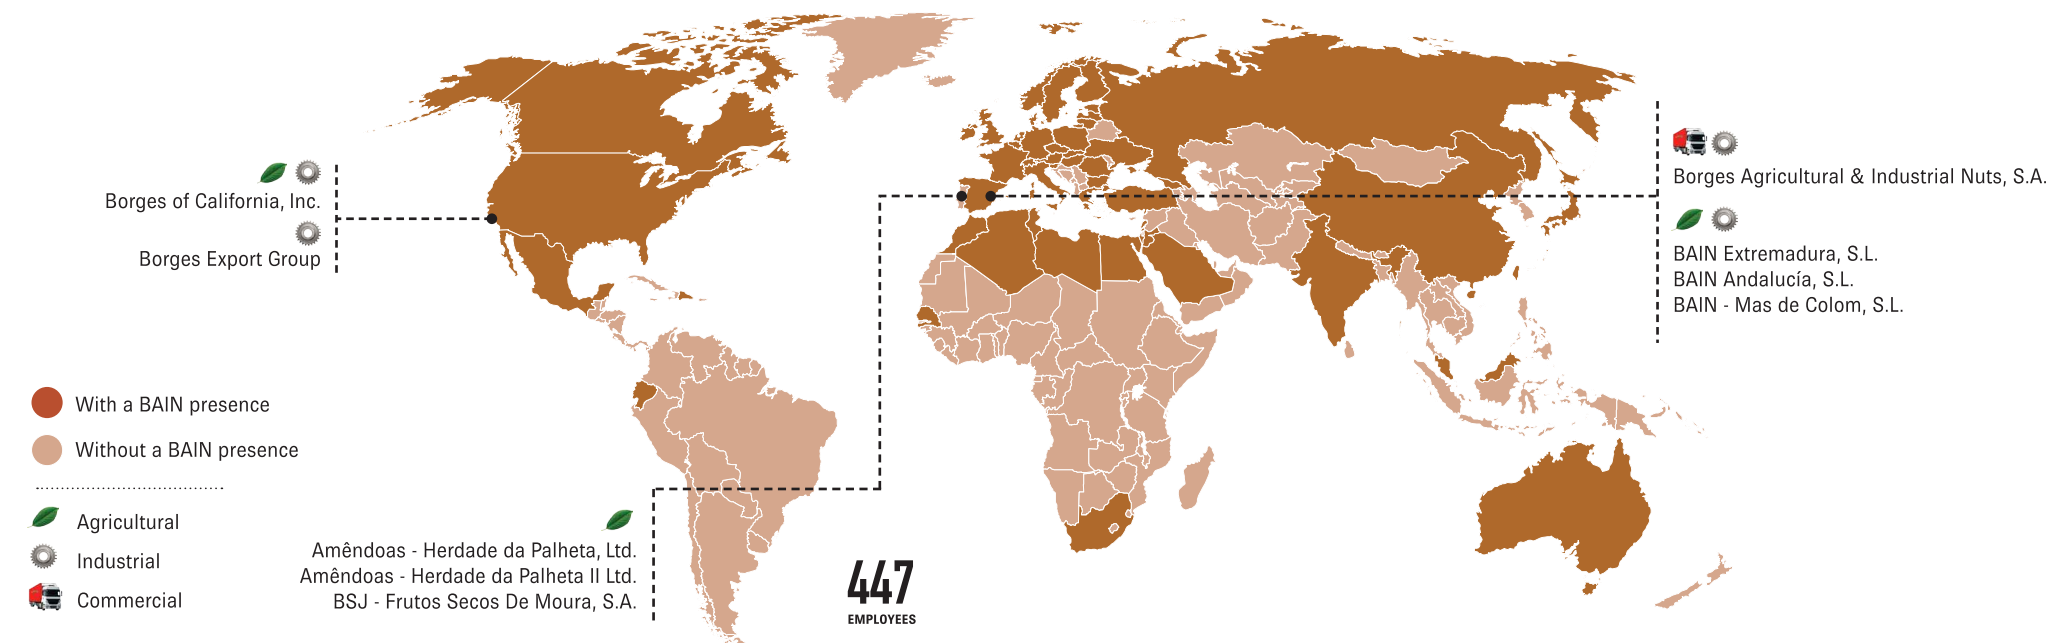 Borges of California, Inc.
Borges Export Group
With a BAIN presence
Without a BAIN presence
Agricultural
Industrial
Commercial
Amêndoas - Herdade da Palheta, Ltd.
Amêndoas - Herdade da Palheta II Ltd.
BSJ - Frutos Secos De Moura, S.A.
447
EMPLOYEES
Borges Agricultural & Industrial Nuts, S.A.
BAIN Extremadura, S.L.
BAIN Andalucía, S.L.
BAIN - Mas de Colom, S.L.